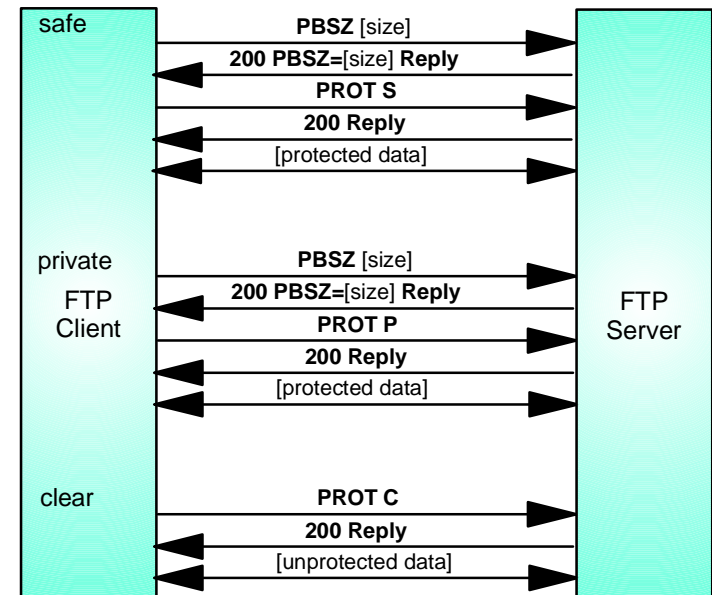 safe
PBSZ [size]
200 PBSZ=[size] Reply
PROT S
200 Reply
[protected data]
private
PBSZ [size]
200 PBSZ=[size] Reply
FTP
Client
FTP
Server
PROT P
200 Reply
[protected data]
clear
PROT C
200 Reply
[unprotected data]